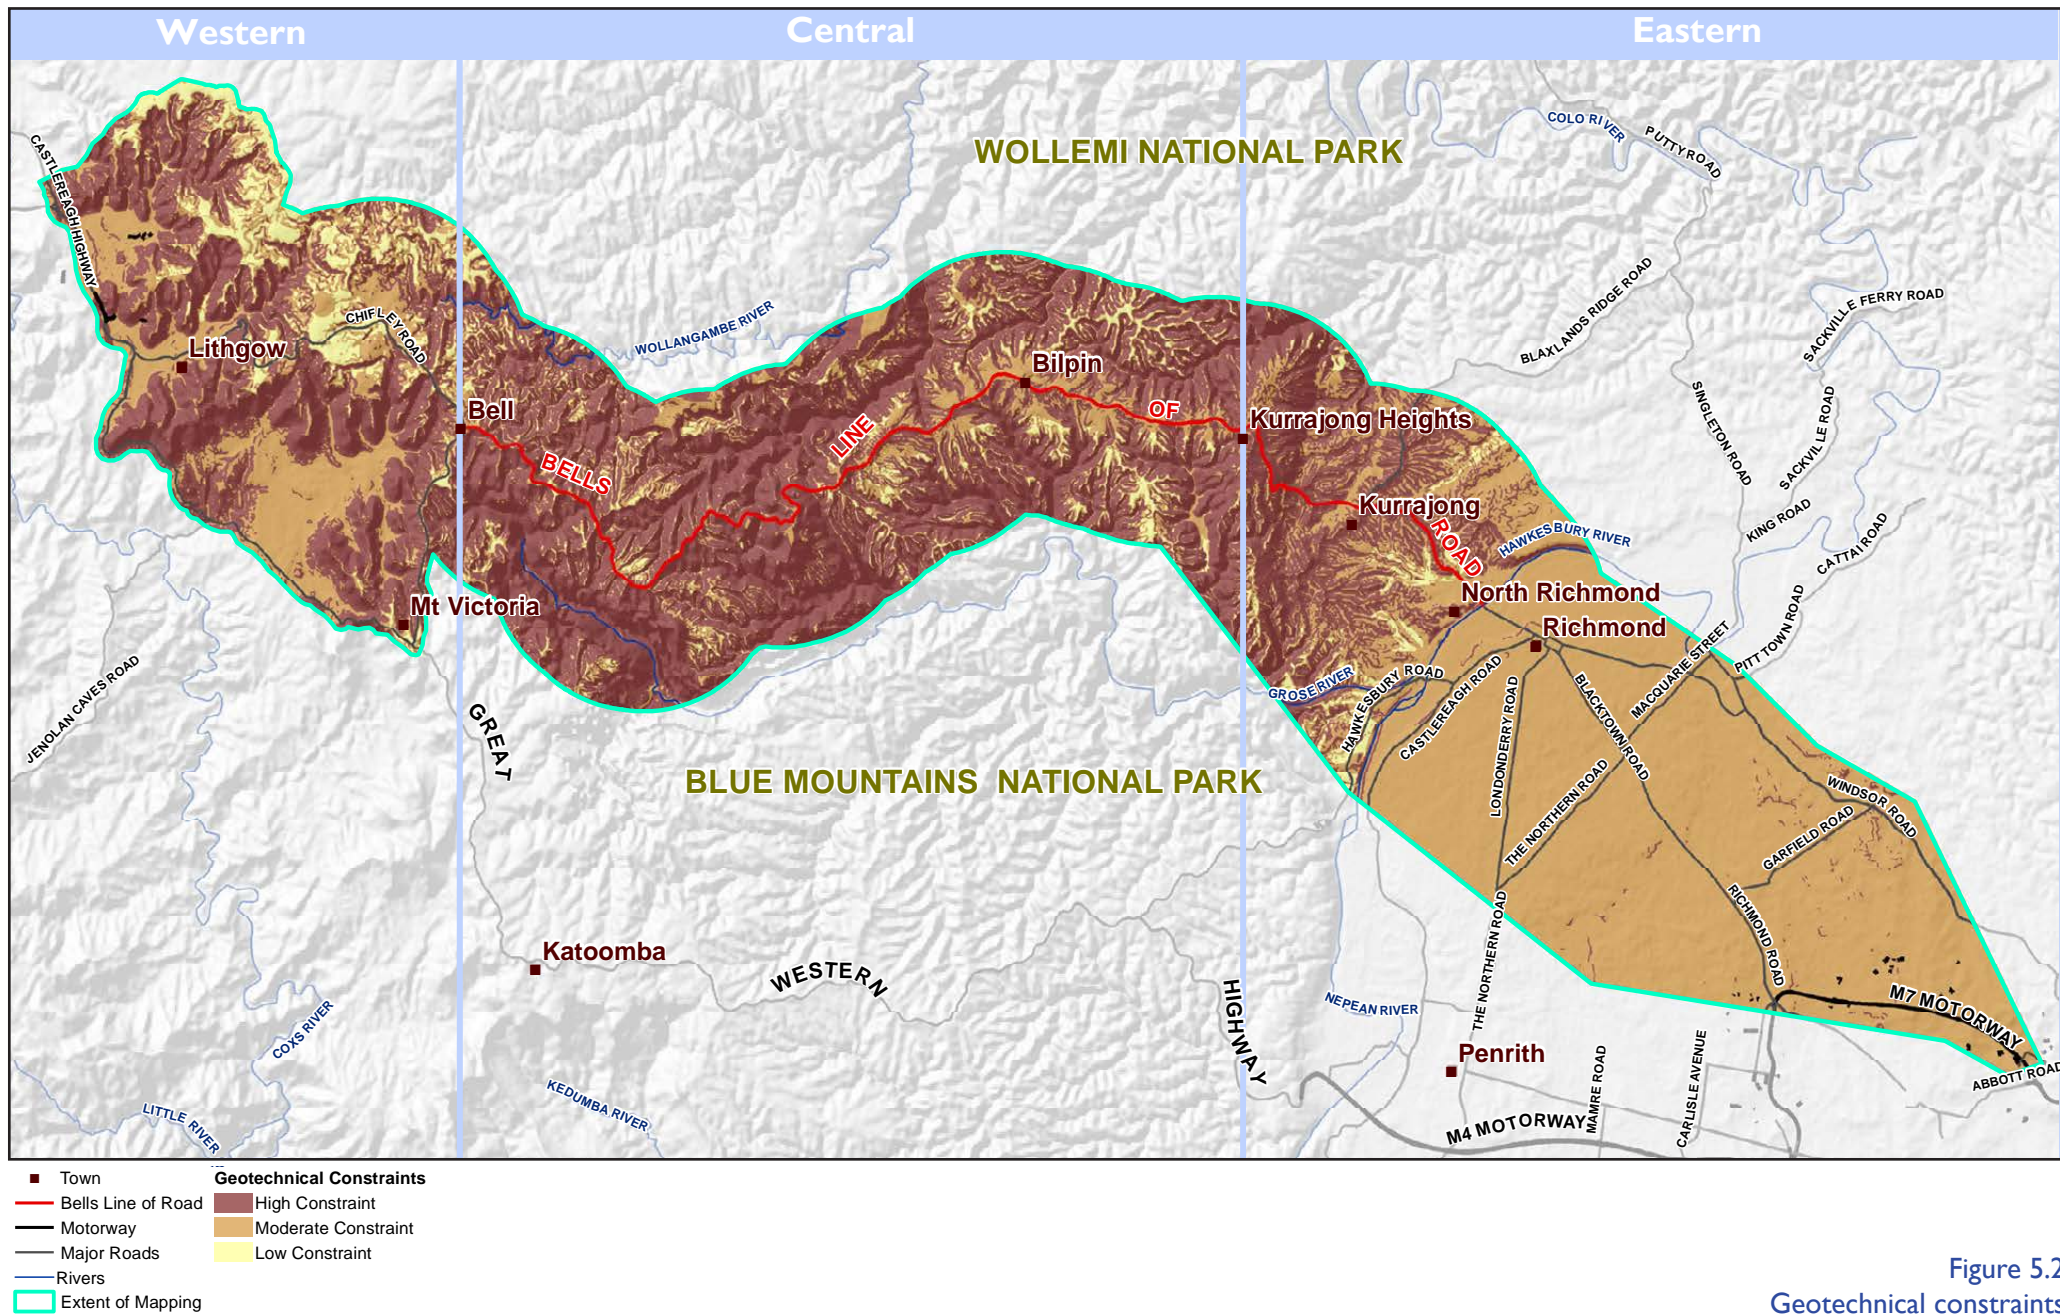 Western
Central
Eastern
WOLLEMI NATIONAL PARK
COLO RIVER
PUTTY ROAD
CASTLEREAGH HIGHWAY
BLAXLANDS RIDGE ROAD
SACKVILLE FERRY ROAD
WOLLANGAMBE RIVER
CHIFLEY ROAD
Lithgow
Bilpin
Bell
OF
Kurrajong Heights
LINE
SINGLETON ROAD
SACKVILLE ROAD
BELLS
Kurrajong
ROAD
HAWKESBURY RIVER
KING ROAD
CATTAI ROAD
North Richmond
Mt Victoria
Richmond
MACQUARIE STREET
PITT TOWN ROAD
JENOLAN CAVES ROAD
GROSE RIVER
HAWKESBURY ROAD
CASTLEREAGH ROAD
LONDONDERRY ROAD
BLACKTOWN ROAD
GREAT
BLUE MOUNTAINS NATIONAL PARK
THE NORTHERN ROAD
WINDSOR ROAD
GARFIELD ROAD
RICHMOND ROAD
Katoomba
WESTERN
HIGHWAY
THE NORTHERN ROAD
NEPEAN RIVER
M7 MOTORWAY
COXS RIVER
Penrith
ABBOTT ROAD
KEDUMBA RIVER
LITTLE RIVER
M4 MOTORWAY
MAMRE ROAD
CARLISLE AVENUE
Town
Geotechnical Constraints
Bells Line of Road
High Constraint
Motorway
Moderate Constraint
Major Roads
Low Constraint
Rivers
Extent of Mapping
Figure 5.2
Geotechnical constraints